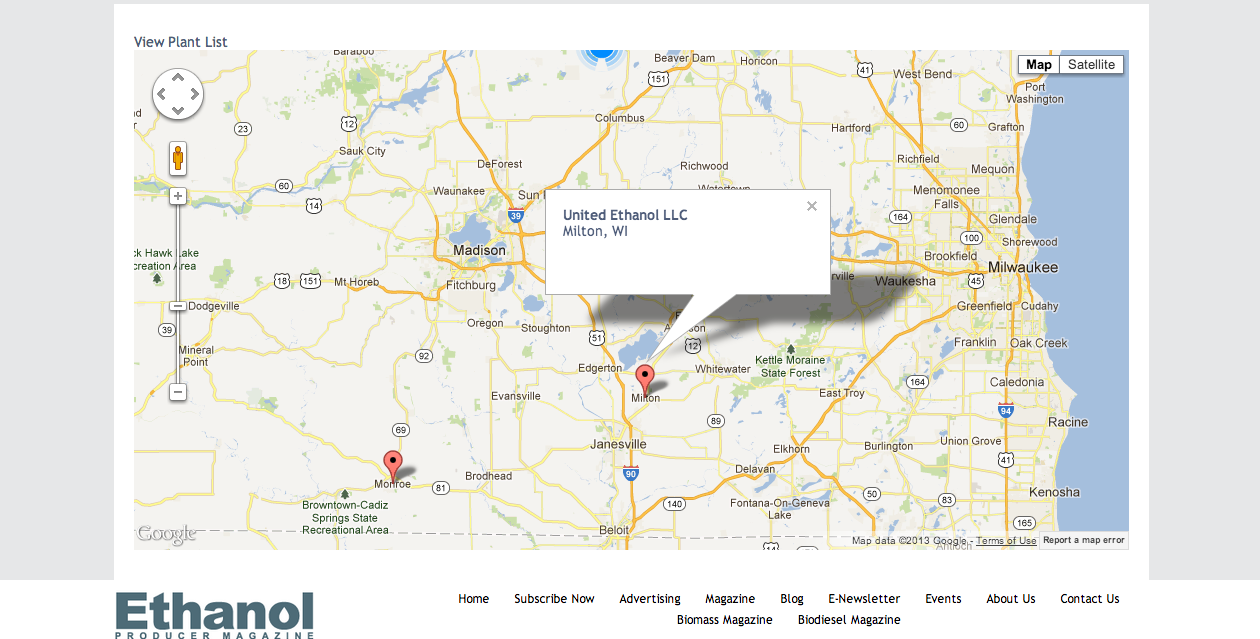 View Plant List
Baraboo
Beaver Dam
Horicon
41
West Bend
Map
Satellite
151
Port
Washington
Columbus
12
23
Hartford
60
Grafton
Sauk City
DeForest
Richwood
Richfield
Mequon
60
Waunakee
Sun
Watertown
Menomonee
Falls
14
39
United Ethanol LLC
Milton, WI
164
Glendale
100
Shorewood
Madison
Brookfield
Milwaukee
ck Hawk Lake
creation Area
18
151
Mt Horeb
Fitchburg
rville
Waukesha
45
Dodgeville
Greenfield
Cudahy
39
Oregon
Stoughton
51
12
Franklin
Oak Creek
Mineral
Point
92
Edgerton
Whitewater
Kettle Moraine
State Forest
164
Caledonia
Evansville
Milton
East Troy
94
Racine
69
89
Janesville
Elkhorn
Burlington
Union Grove
41
90
Delavan
Monroe
81
Brodhead
140
Fontana-On-Geneva
Lake
50
83
Kenosha
Browntown-Cadiz
Springs State
Recreational Area
Beloit
165
14
Google
Map data ©2013 Google - Terms of Use
Report a map error
Antioch
Ethanol
PRODUCER MAGAZINE
Home Subscribe Now Advertising Magazine Blog E-Newsletter Events About Us Contact Us
Biomass Magazine Biodiesel Magazine